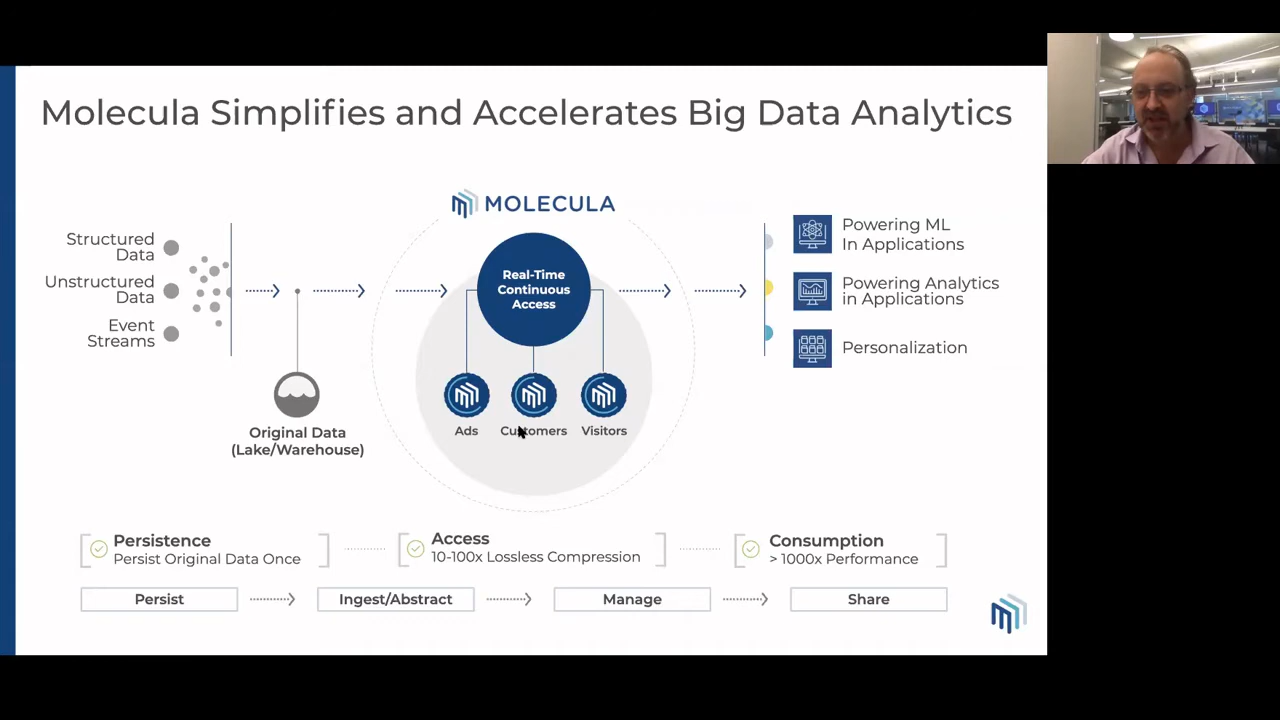 Molecula Simplifies and Accelerates Big Data Analytics
MOLECULA
Structured
Data
Unstructured
Data
Event
Streams
Original Data
(Lake/Warehouse)
Real-Time
Continuous
Access
Ads
Customers
Visitors
Powering ML
In Applications
Powering Analytics
in Applications
Personalization
Persistence
Persist Original Data Once
Access
10-100x Lossless Compression
Consumption
> 1000x Performance
Persist
Ingest/Abstract
Manage
Share